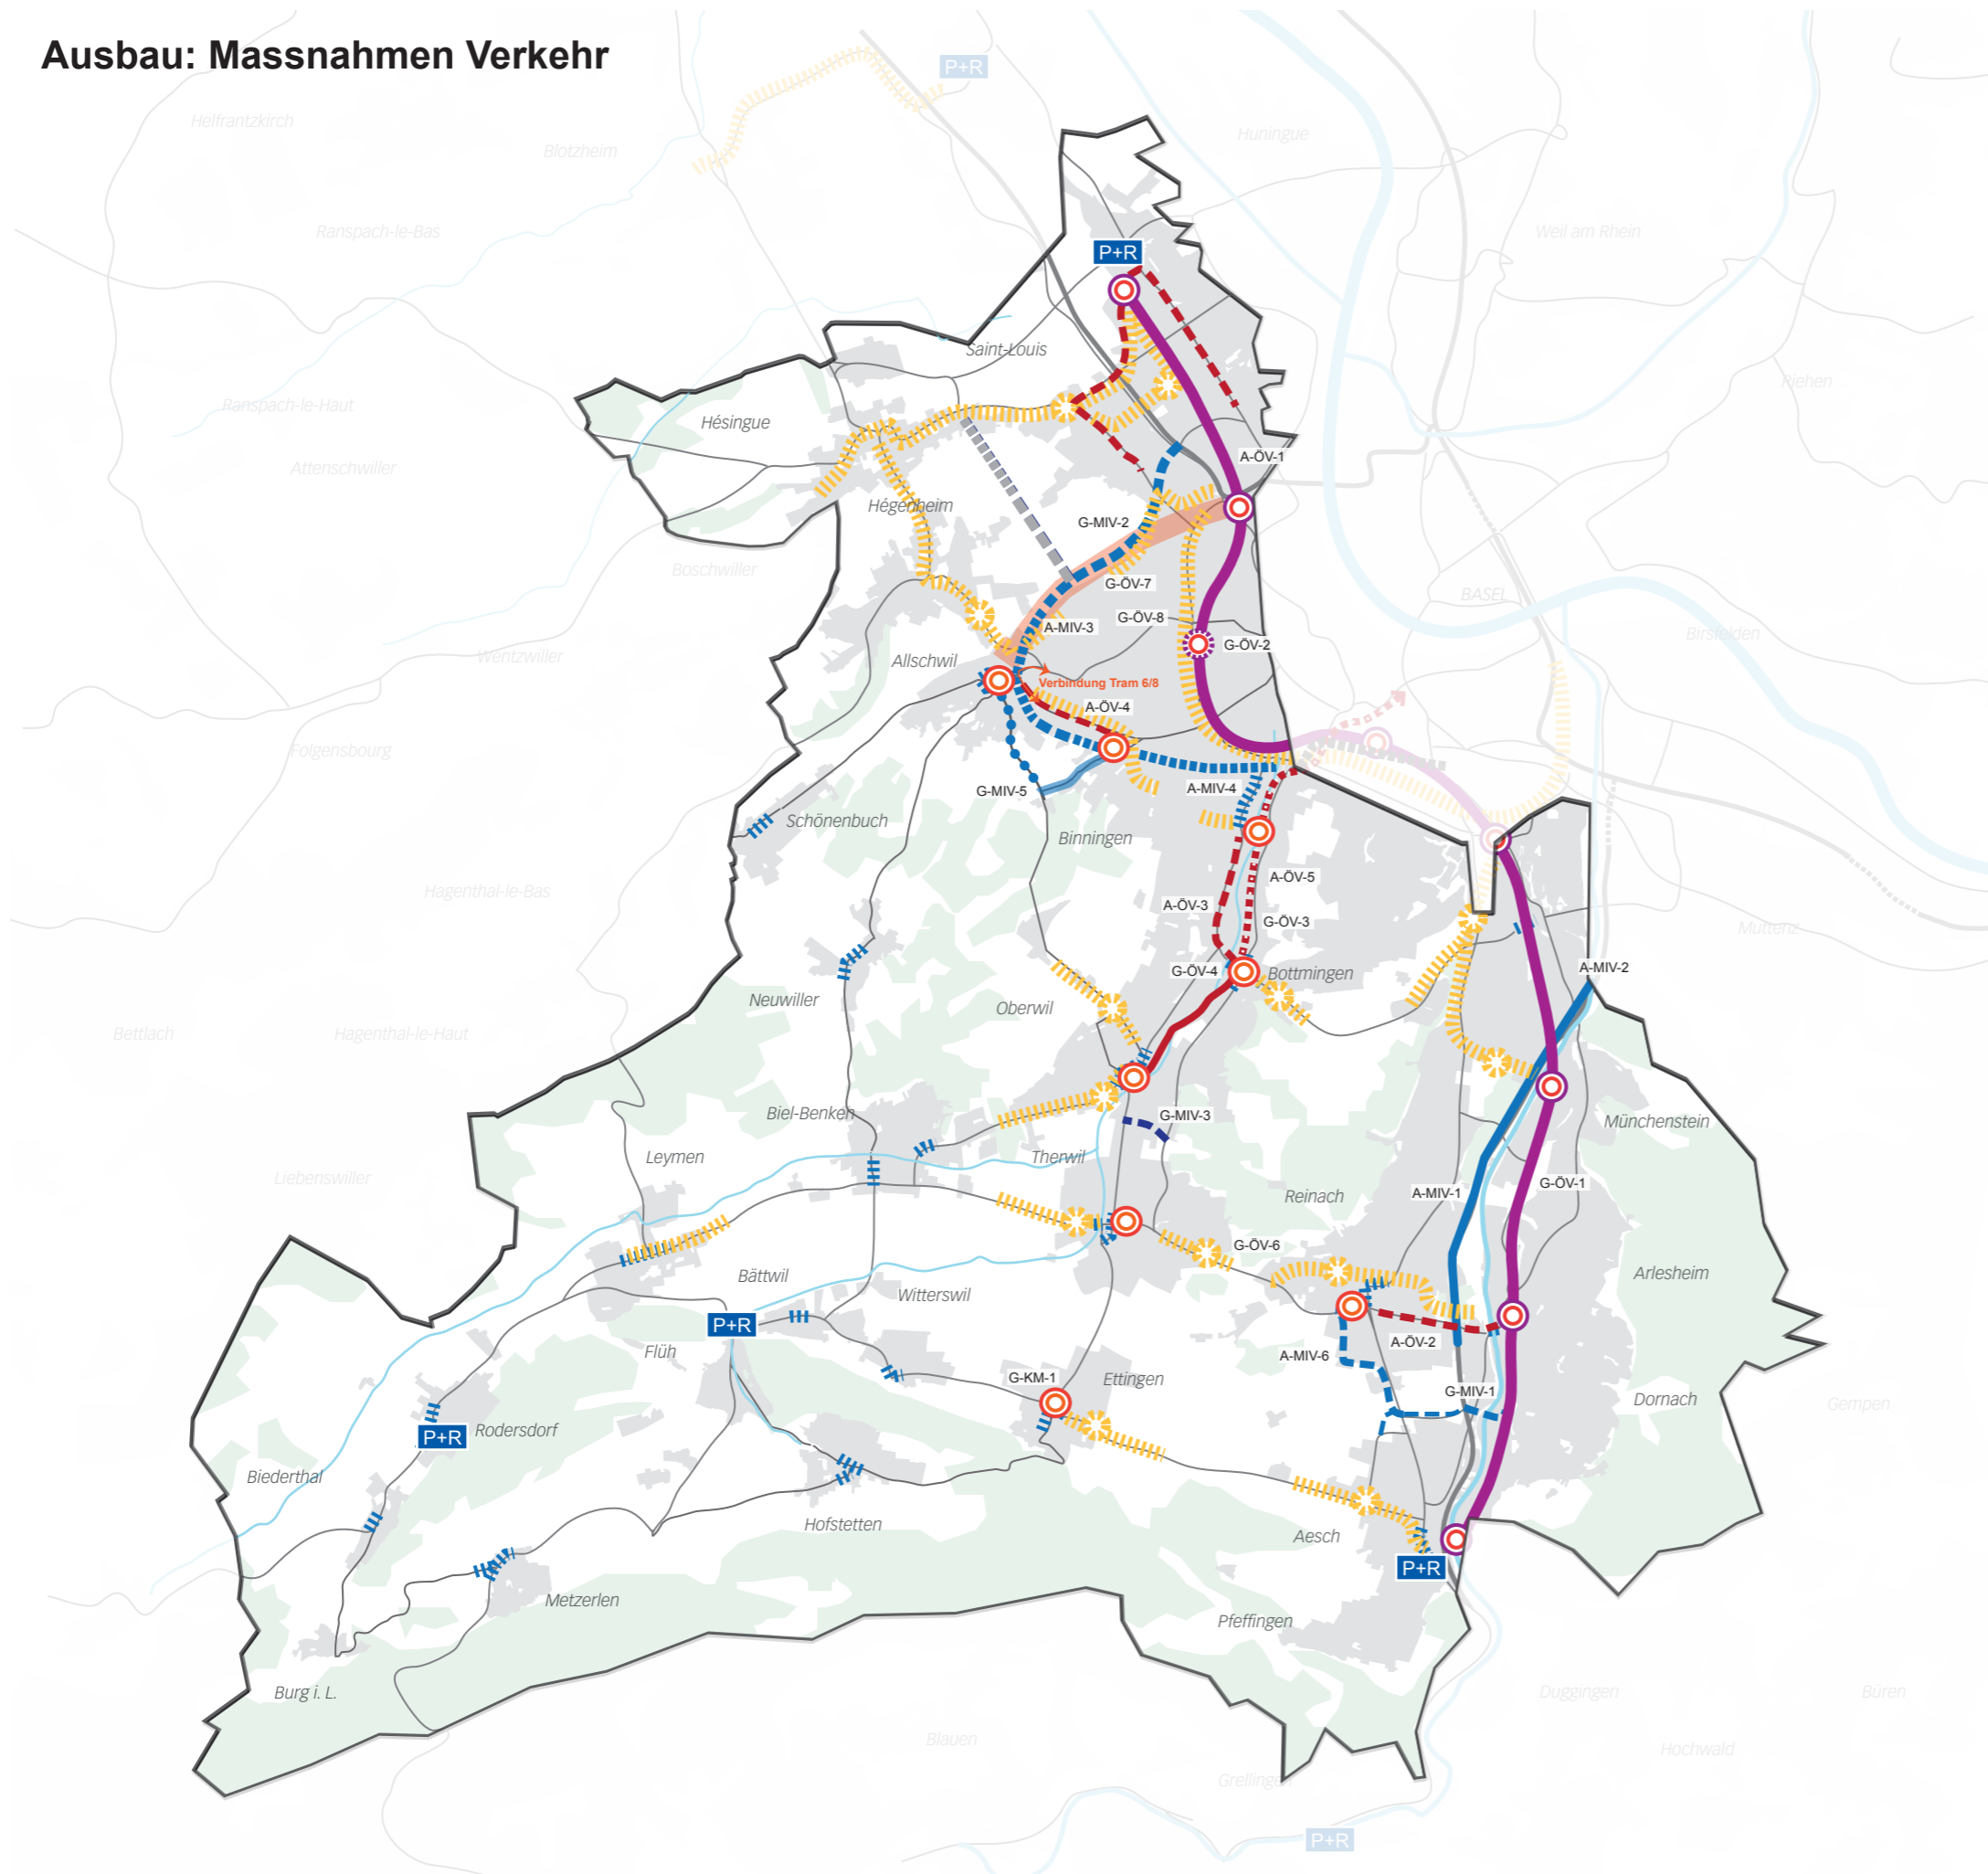 Ausbau: Massnahmen Verkehr
P+R
Helfrantzkirch
Huningue
Blotzheim
Ranspach-le-Bas
Weil am Rhein
P+R
Saint-Louis
Riehen
Ranspach-le-Haut
Hésingue
A-ÖV-1
Attenschwiller
Hégenheim
G-MIV-2
Boschwiller
G-ÖV-7
BASEL
G-ÖV-8
A-MIV-3
Birsfelden
G-ÖV-2
Wentzwiller
Allschwil
Verbindung Tram 6/8
A-ÖV-4
Folgensbourg
A-MIV-4
G-MIV-5
Schönenbuch
Binningen
A-ÖV-5
Hagenthal-le-Bas
A-ÖV-3
G-ÖV-3
Muttenz
A-MIV-2
G-ÖV-4
Bottmingen
Neuwiller
Oberwil
Bettlach
Hagenthal-le-Haut
Biel-Benken
G-MIV-3
Münchenstein
Leymen
Therwil
Liebenswiller
G-ÖV-1
A-MIV-1
Reinach
G-ÖV-6
Arlesheim
Bättwil
Witterswil
P+R
A-ÖV-2
Flüh
A-MIV-6
G-KM-1
Ettingen
G-MIV-1
Dornach
Gempen
Rodersdorf
P+R
Biederthal
Hofstetten
Aesch
P+R
Metzerlen
Pfeffingen
Burg i. L.
Duggingen
Büren
Blauen
Hochwald
Grellingen
P+R